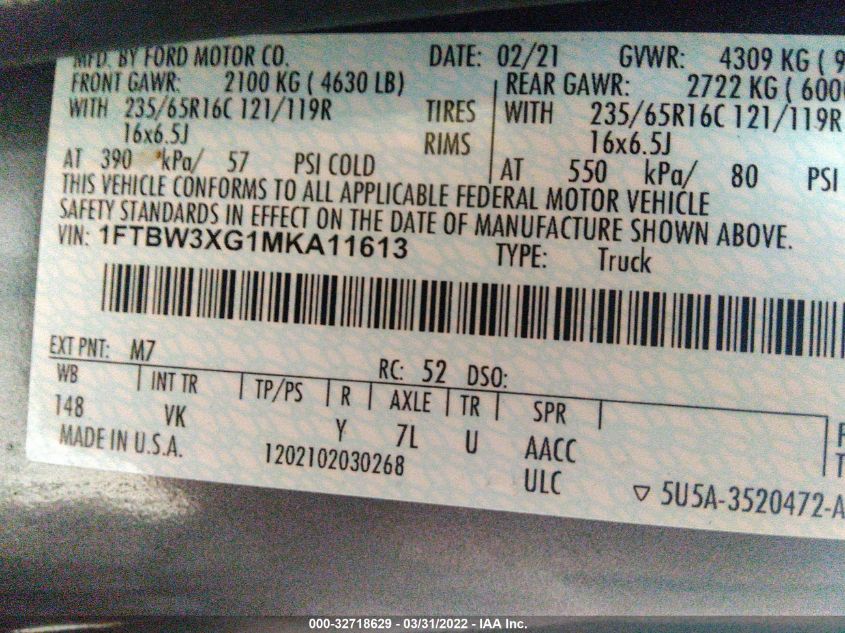 MFD. BY FORD MOTOR CO. DATE: 02/21 GVWR: 4309 KG ( 9
FRONT GAWR: 2100 KG ( 4630 LB) REAR GAWR: 2722 KG ( 6000
WITH 235/65R16C 121/119R TIRES WITH 235/65R16C 121/119R
16x6.5J RIMS 16x6.5J
AT 390 kPa/ 57 PSI COLD AT 550 kPa/ 80 PSI
THIS VEHICLE CONFORMS TO ALL APPLICABLE FEDERAL MOTOR VEHICLE
SAFETY STANDARDS IN EFFECT ON THE DATE OF MANUFACTURE SHOWN ABOVE.
VIN: 1FTBW3XG1MKA11613 TYPE: Truck
EXT PNT: M7 RC: 52 DSO:
WB INT TR TP/PS R AXLE TR SPR
148 VK Y 7L U AACC
MADE IN U.S.A. 1202102030268 ULC
5U5A-3520472-A
000-32718629 - 03/31/2022 - IAA Inc.